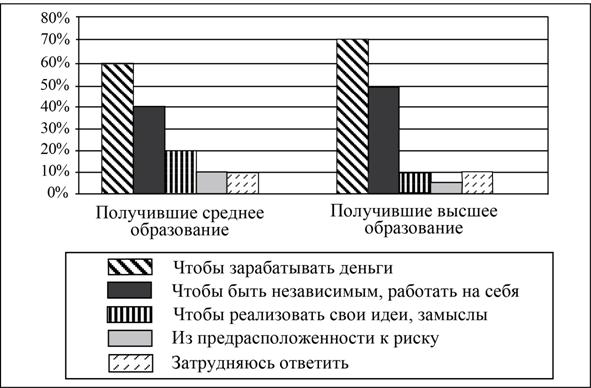 80%
70%
60%
50%
40%
30%
20%
10%
0%
Получившие среднее
образование
Получившие высшее
образование
Чтобы зарабатывать деньги
Чтобы быть независимым, работать на себя
Чтобы реализовать свои идеи, замыслы
Из предрасположенности к риску
Затрудняюсь ответить